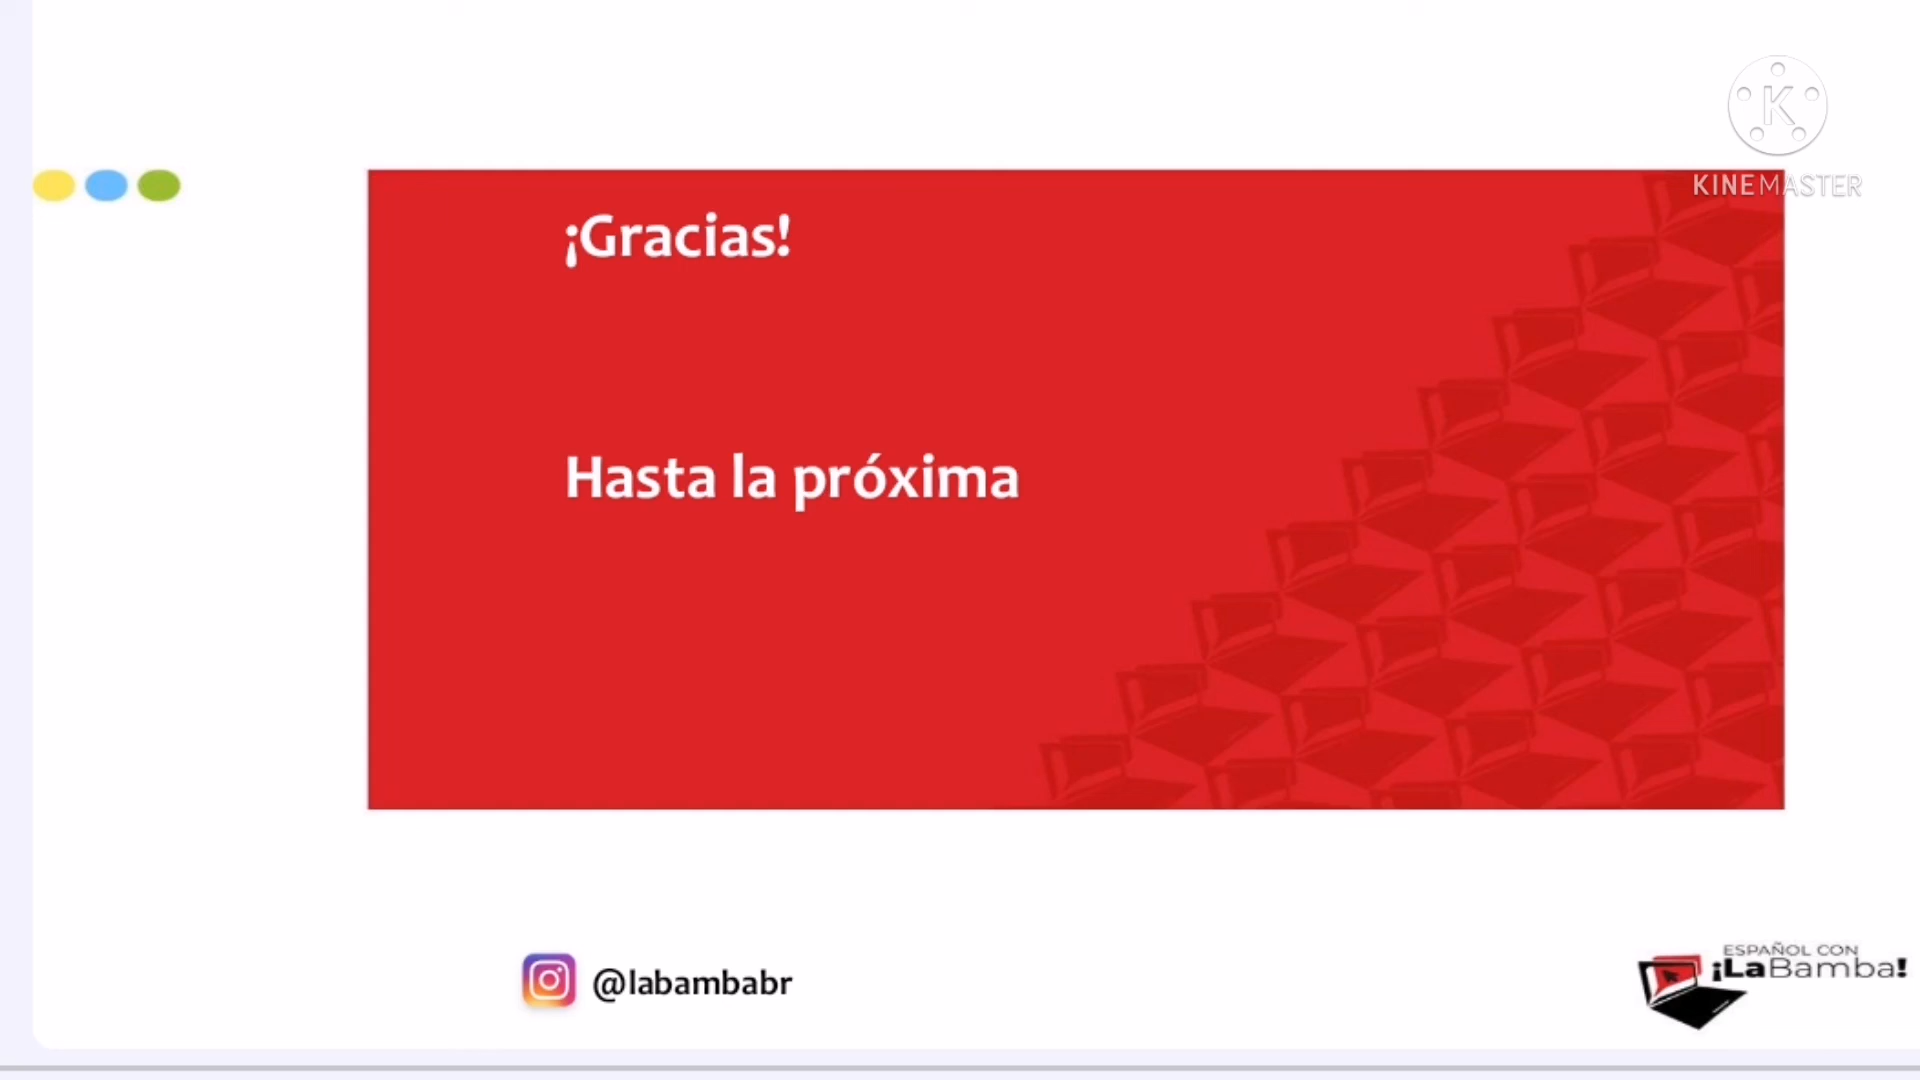 K
KINEMASTER
¡Gracias!
Hasta la próxima
@labambabr
ESPAÑOL CON
¡LaBamba!